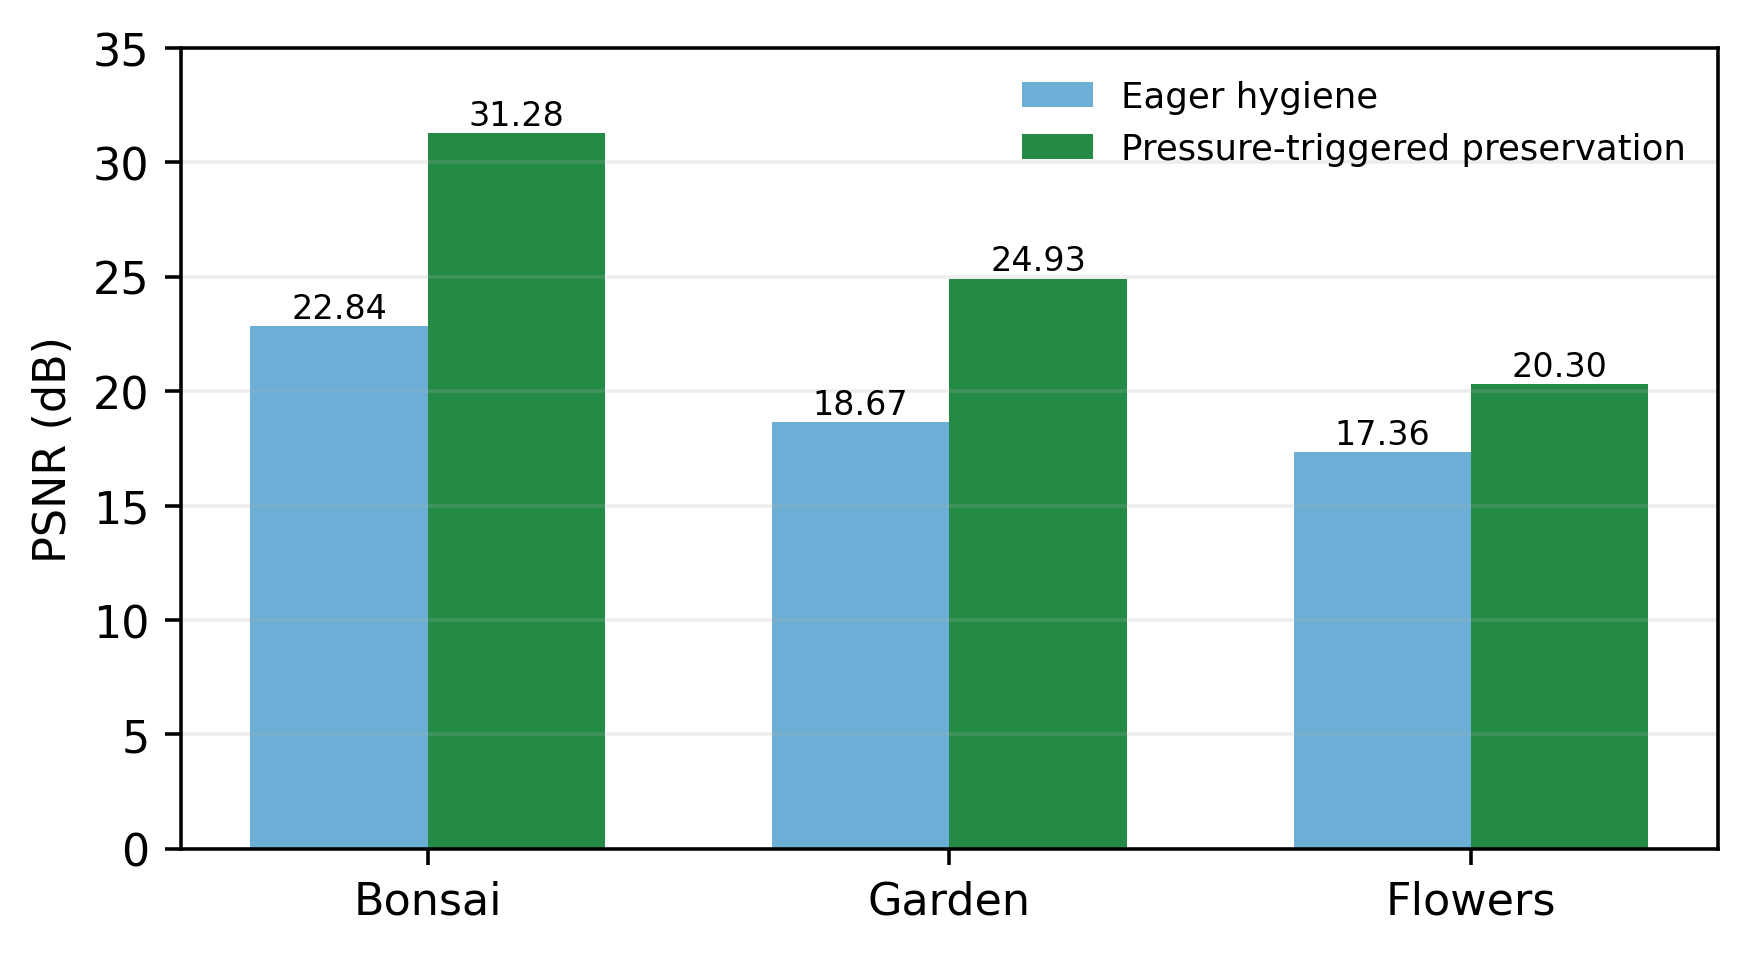 35
30
25
20
15
10
5
0
PSNR (dB)
Eager hygiene
Pressure-triggered preservation
22.84
31.28
18.67
24.93
17.36
20.30
Bonsai
Garden
Flowers